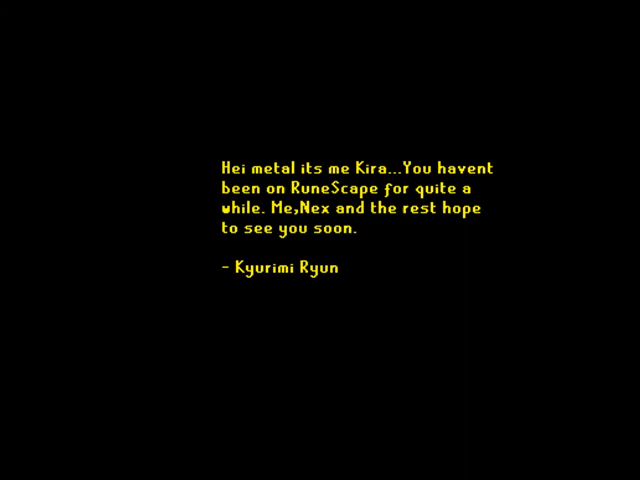 Hei metal its me Kira...You havent
been on RuneScape for quite a
while. Me,Nex and the rest hope
to see you soon.
- Kyurimi Ryun